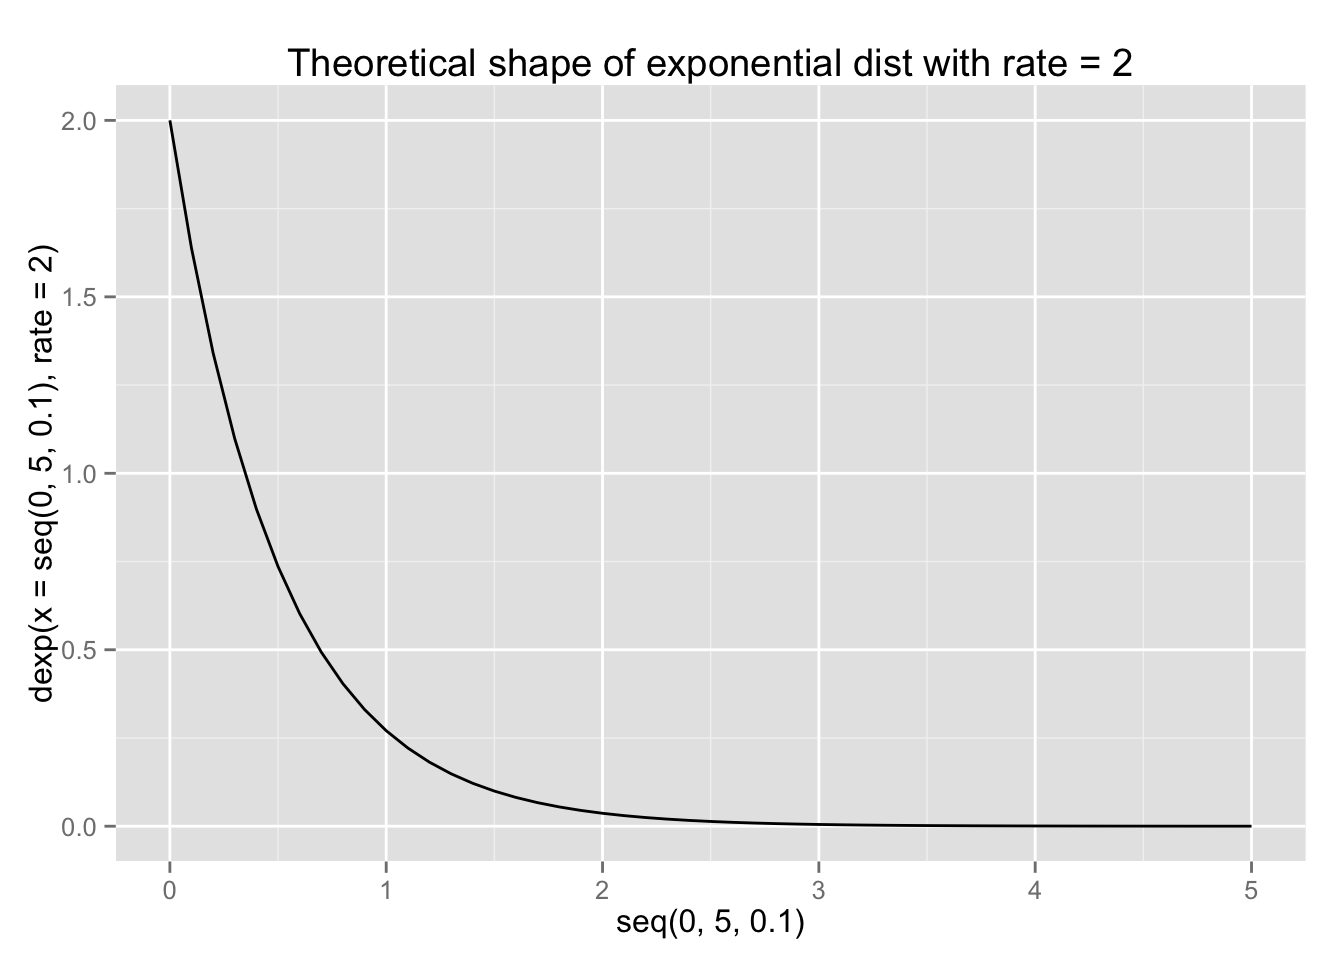 Theoretical shape of exponential dist with rate = 2
dexp(x = seq(0, 5, 0.1), rate = 2)
2.0
1.5
1.0
0.5
0.0
0 1 2 3 4 5
seq(0, 5, 0.1)